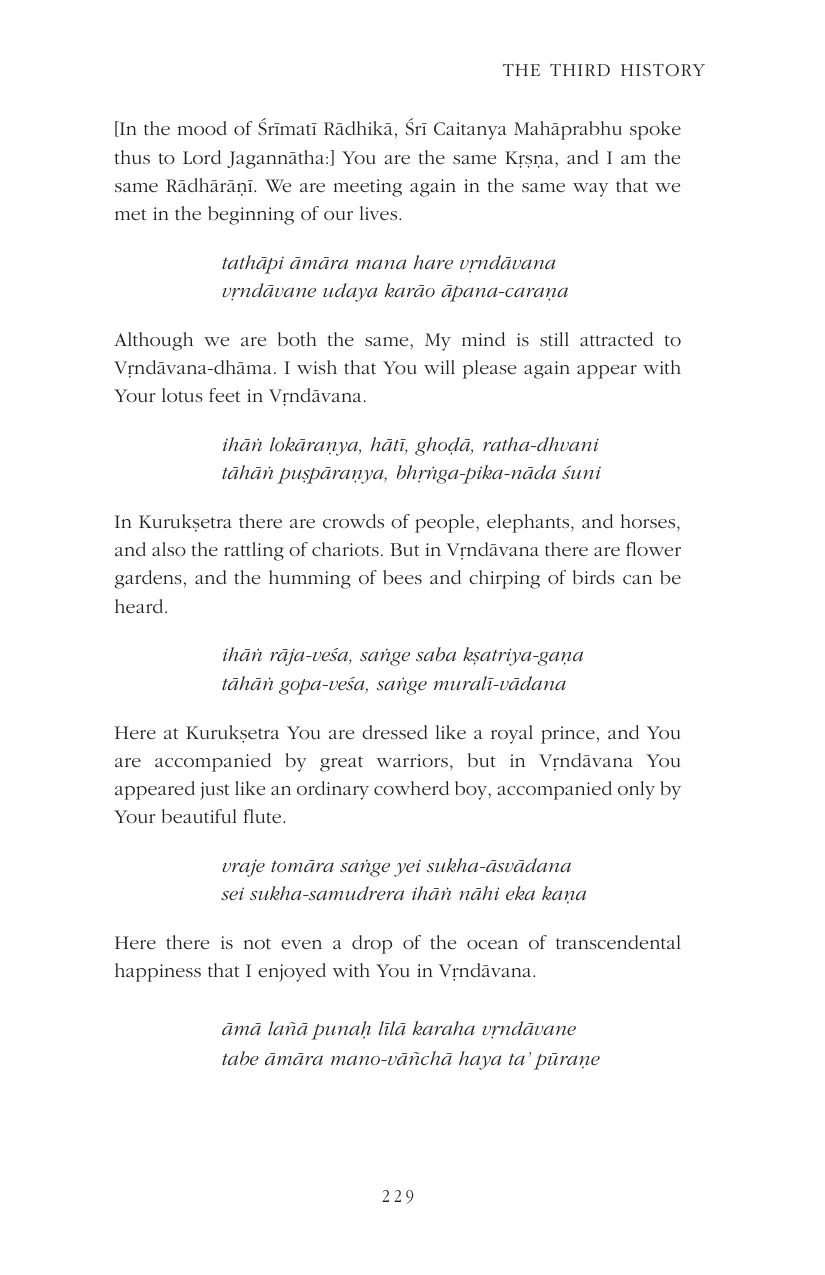 THE THIRD HISTORY
[In the mood of Śrīmatī Rādhikā, Śrī Caitanya Mahāprabhu spoke
thus to Lord Jagannātha:] You are the same Kṛṣṇa, and I am the
same Rādhārāṇī. We are meeting again in the same way that we
met in the beginning of our lives.
tathāpi āmāra mana hare vṛndāvana
vṛndāvane udaya karāo āpana-caraṇa
Although we are both the same, My mind is still attracted to
Vṛndāvana-dhāma. I wish that You will please again appear with
Your lotus feet in Vṛndāvana.
ihāṅ lokāraṇya, hātī, ghoḍā, ratha-dhvani
tāhāṅ puṣpāraṇya, bhṛṅga-pika-nāda śuni
In Kurukṣetra there are crowds of people, elephants, and horses,
and also the rattling of chariots. But in Vṛndāvana there are flower
gardens, and the humming of bees and chirping of birds can be
heard.
ihāṅ rāja-veśa, saṅge saba kṣatriya-gaṇa
tāhāṅ gopa-veśa, saṅge muralī-vādana
Here at Kurukṣetra You are dressed like a royal prince, and You
are accompanied by great warriors, but in Vṛndāvana You
appeared just like an ordinary cowherd boy, accompanied only by
Your beautiful flute.
vraje tomāra saṅge yei sukha-āsvādana
sei sukha-samudrera ihāṅ nāhi eka kaṇa
Here there is not even a drop of the ocean of transcendental
happiness that I enjoyed with You in Vṛndāvana.
āmā lañā punaḥ līlā karaha vṛndāvane
tabe āmāra mano-vāñchā haya ta’ pūraṇe
229